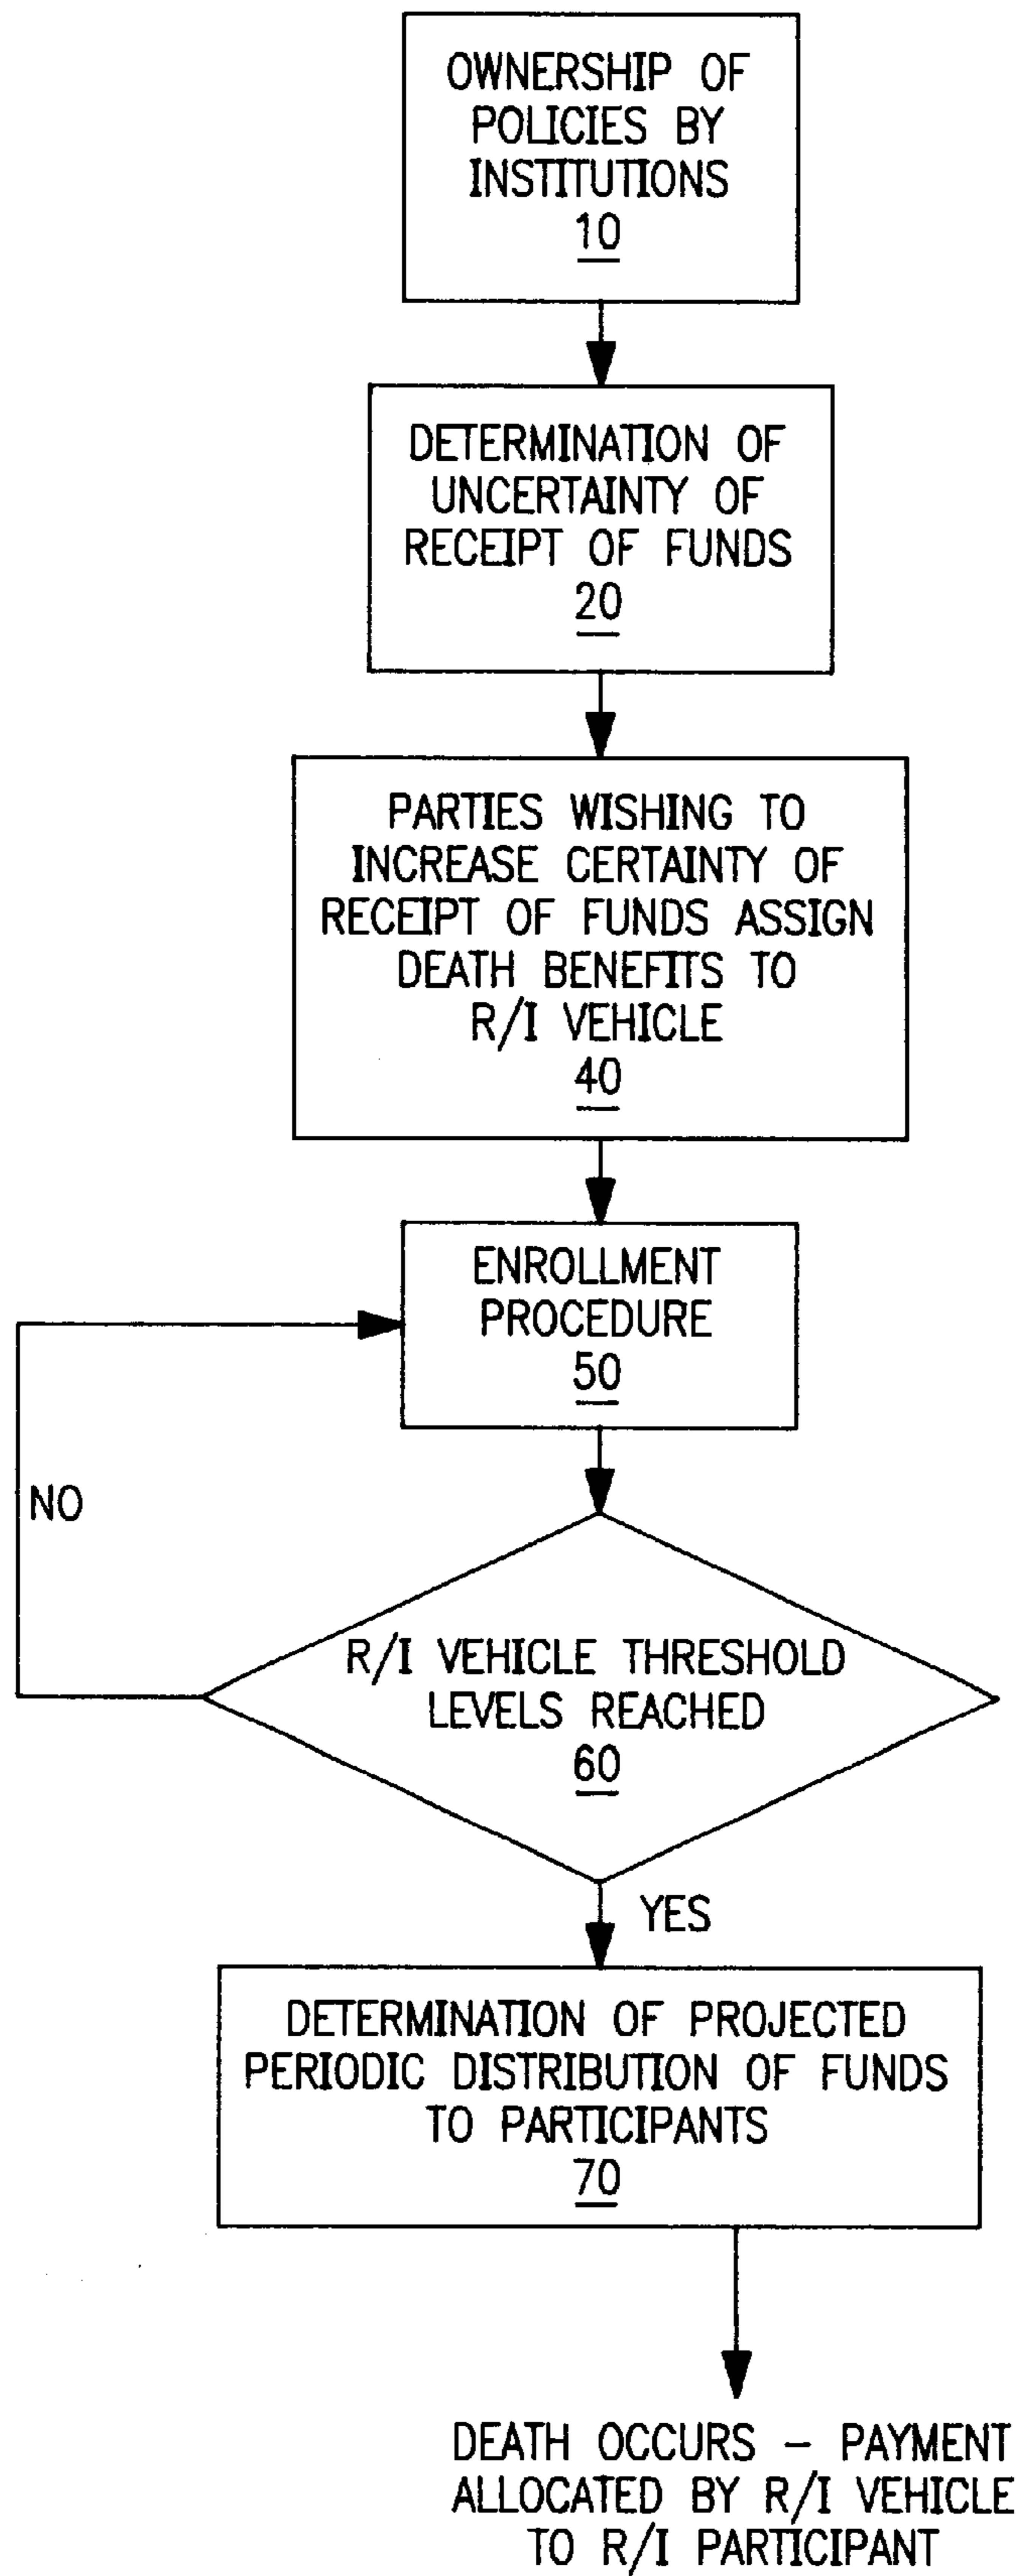 OWNERSHIP OF
POLICIES BY
INSTITUTIONS
10
DETERMINATION OF
UNCERTAINTY OF
RECEIPT OF FUNDS
20
PARTIES WISHING TO
INCREASE CERTAINTY OF
RECEIPT OF FUNDS ASSIGN
DEATH BENEFITS TO
R/I VEHICLE
40
ENROLLMENT
PROCEDURE
50
NO
R/I VEHICLE THRESHOLD
LEVELS REACHED
60
YES
DETERMINATION OF PROJECTED
PERIODIC DISTRIBUTION OF FUNDS
TO PARTICIPANTS
70
DEATH OCCURS – PAYMENT
ALLOCATED BY R/I VEHICLE
TO R/I PARTICIPANT